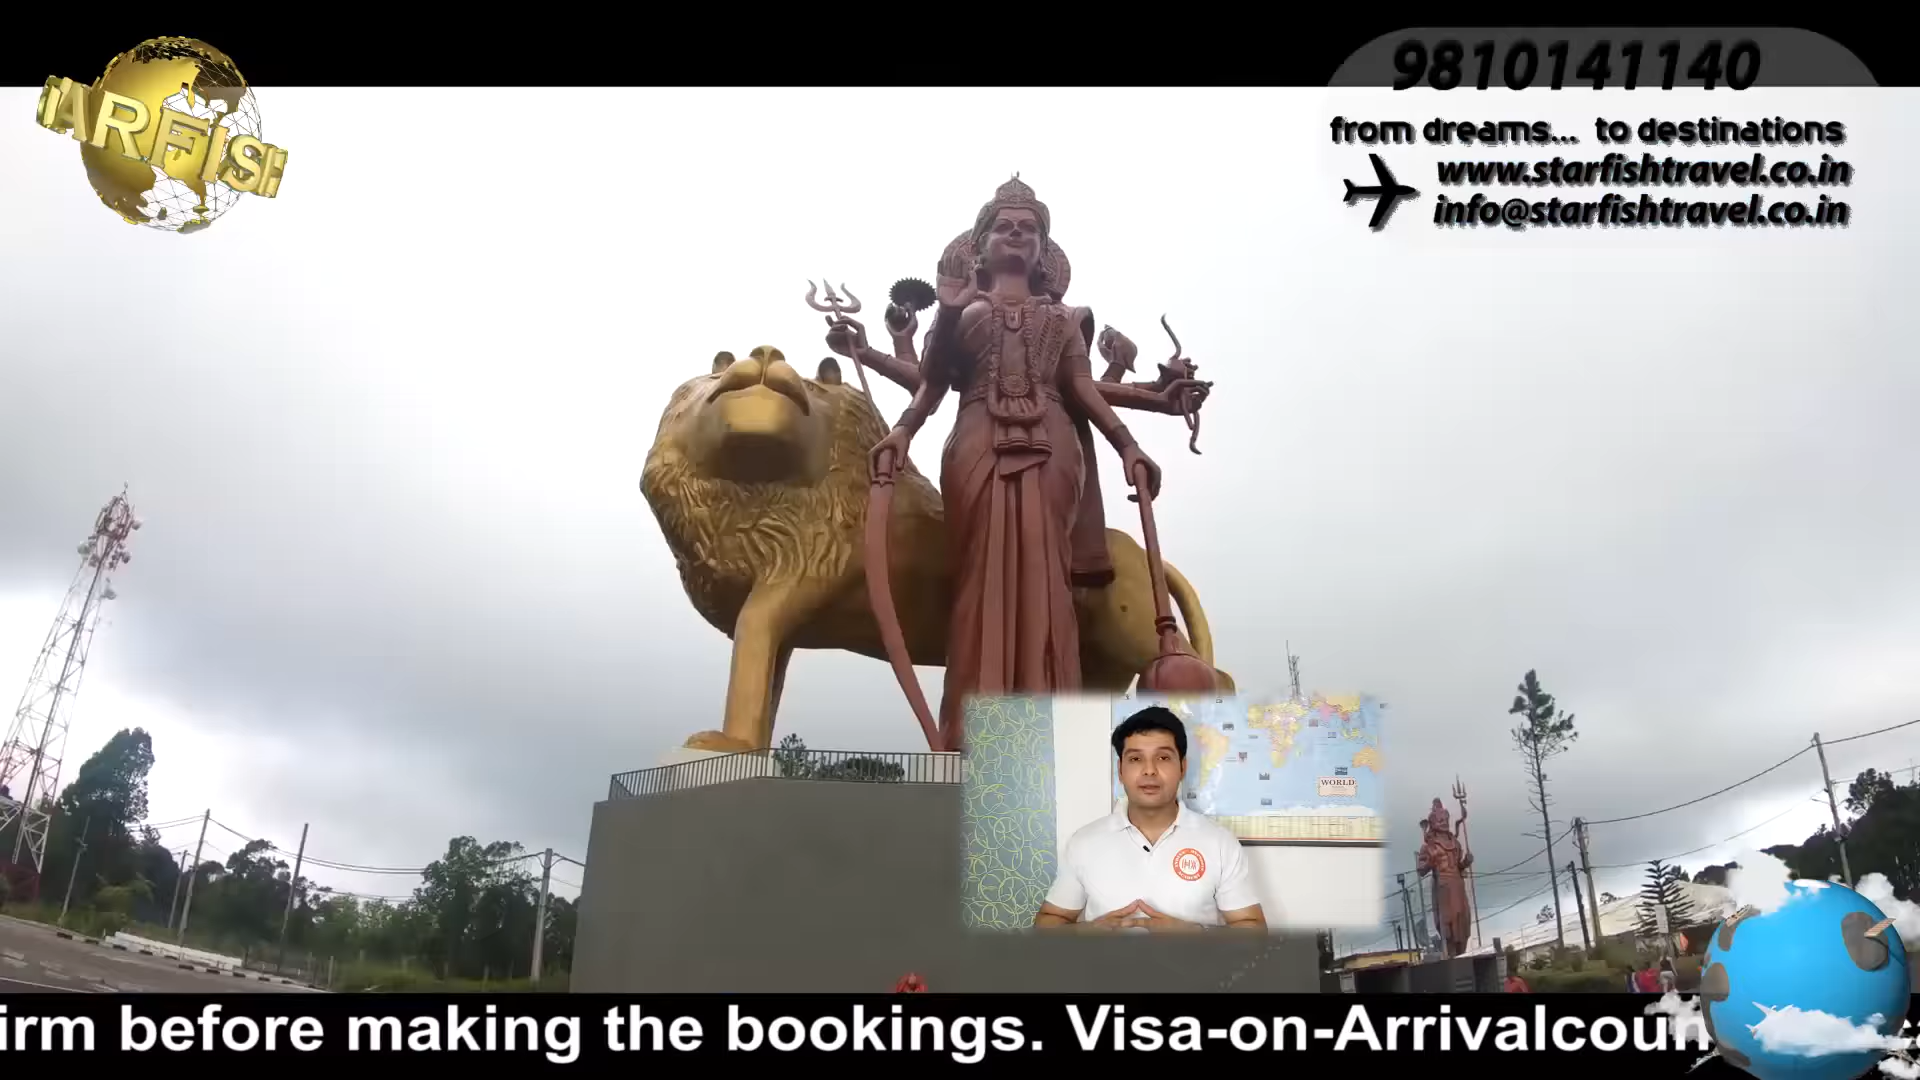 ARFISH
9810141140
from dreams... to destinations
www.starfishtravel.co.in
info@starfishtravel.co.in
WORLD
irm before making the bookings. Visa-on-Arrivalcoun